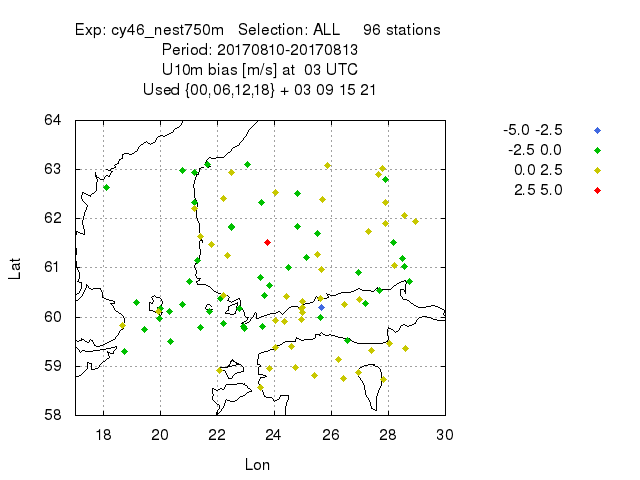 Exp: cy46_nest750m   Selection: ALL     96 stations
Period: 20170810-20170813
U10m bias [m/s] at  03 UTC
Used {00,06,12,18} + 03 09 15 21
-5.0 -2.5
-2.5 0.0
0.0 2.5
2.5 5.0
64
63
62
61
60
59
58
Lat
18 20 22 24 26 28 30
Lon